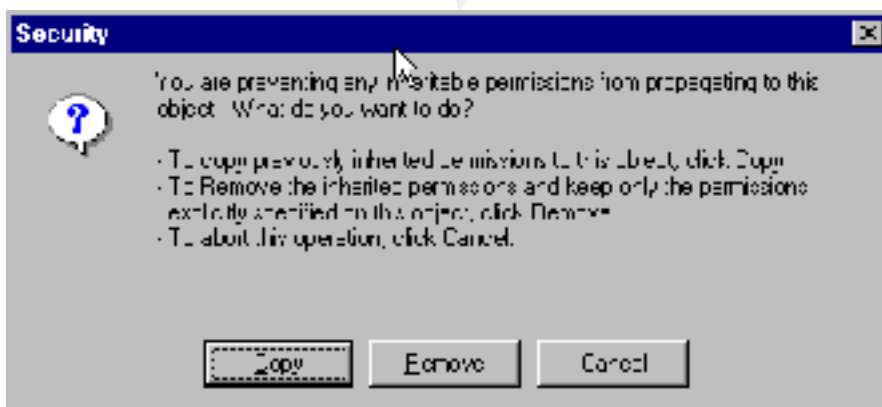 Security
You are preventing any inheritable permissions from propagating to this
object. What do you want to do?
- To copy previously inherited permissions to this object, click Copy.
- To Remove the inherited permissions and keep only the permissions
explicitly specified on this object, click Remove.
- To abort this operation, click Cancel.
Copy
Remove
Cancel